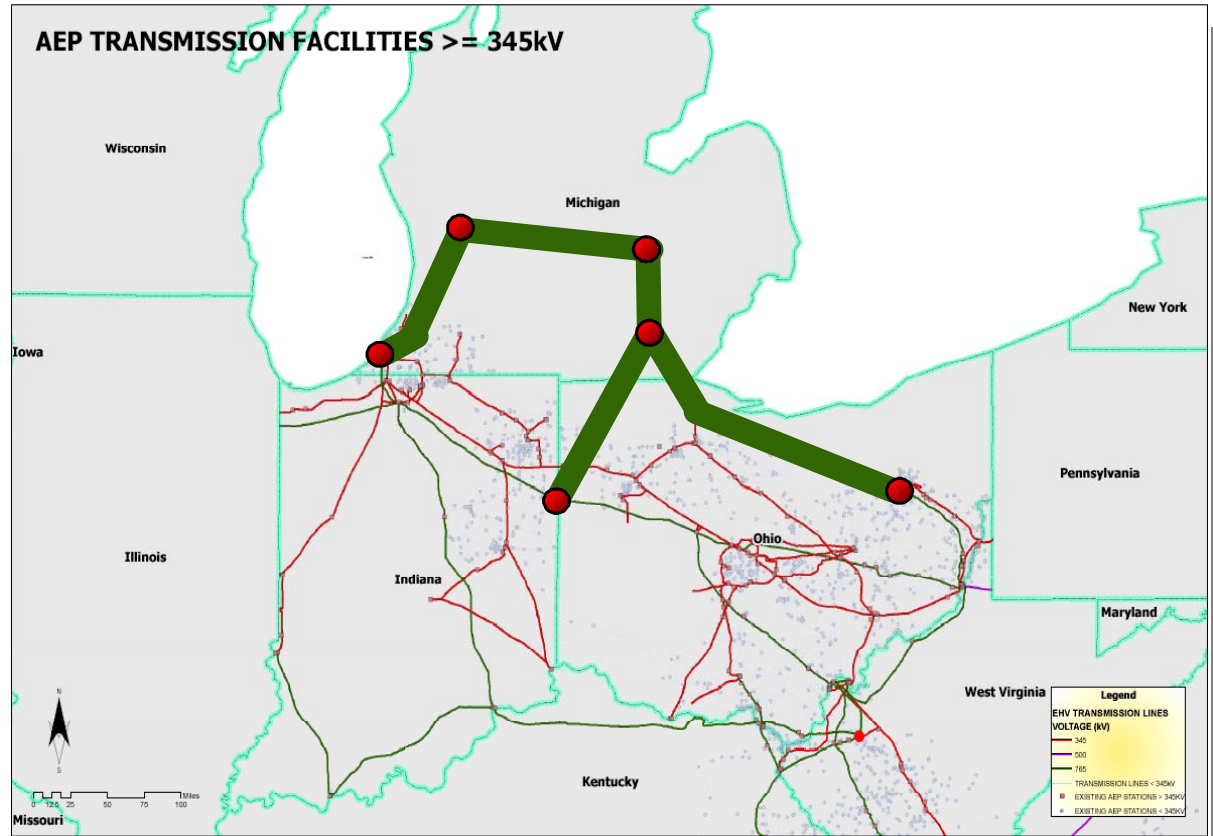 AEP TRANSMISSION FACILITIES >= 345kV
Wisconsin
Michigan
New York
Iowa
Pennsylvania
Ohio
Illinois
Indiana
Maryland
West Virginia
Kentucky
Missouri
N
S
0 12.5 25 50 75 100 Miles
Legend
EHV TRANSMISSION LINES
VOLTAGE (kV)
345
500
765
TRANSMISSION LINES < 345kV
EXISTING AEP STATIONS > 345KV
EXISTING AEP STATIONS < 345KV